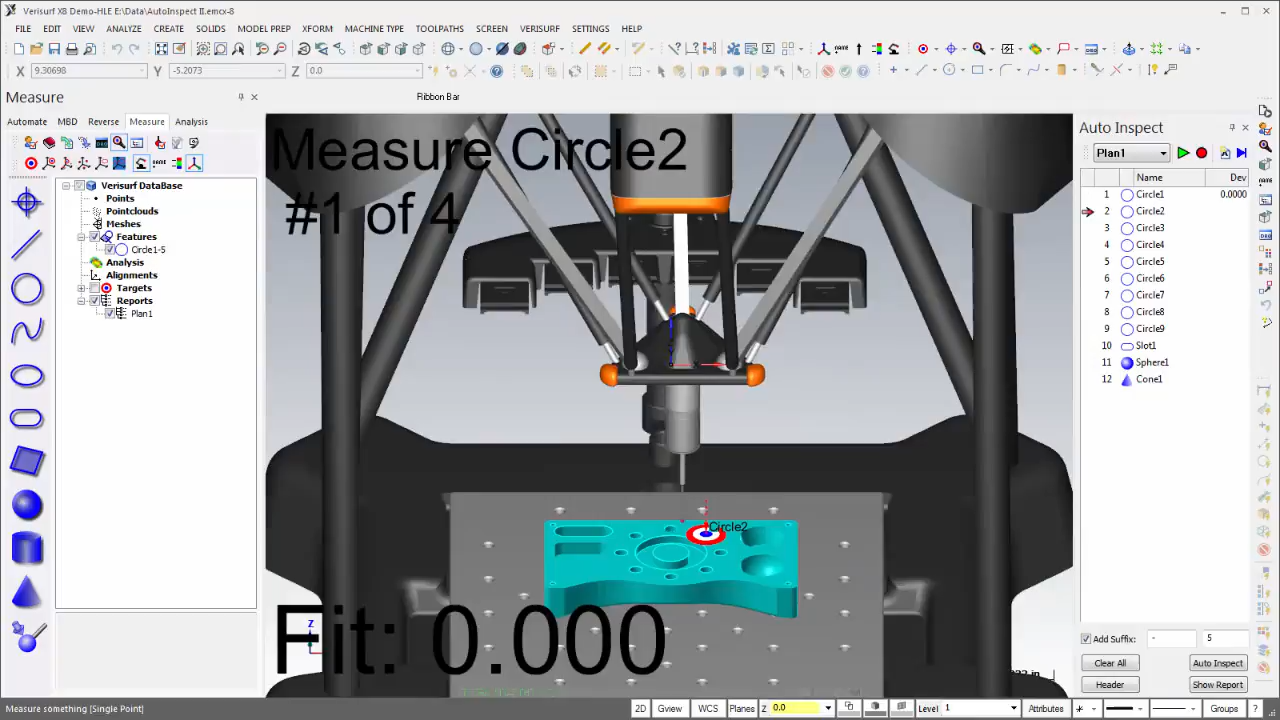 Verisurf X8 Demo-HLE E:\Data\AutoInspect II.emcx-8
FILE EDIT VIEW ANALYZE CREATE SOLIDS MODEL PREP XFORM MACHINE TYPE TOOLPATHS SCREEN VERISURF SETTINGS HELP
X 9.30698 Y -5.2073 Z 0.0
Measure
Ribbon Bar
Automate MBD Reverse Measure Analysis
Verisurf DataBase
Points
Pointclouds
Meshes
Features
Circle1-5
Analysis
Alignments
Targets
Reports
Plan1
Measure Circle2
#1 of 4
Circle2
Fit: 0.000
Z
Auto Inspect
Plan1
Name Dev
1 Circle1 0.0000
2 Circle2
3 Circle3
4 Circle4
5 Circle5
6 Circle6
7 Circle7
8 Circle8
9 Circle9
10 Slot1
11 Sphere1
12 Cone1
Add Suffix: - 5
Clear All Auto Inspect
Header Show Report
Measure something (Single Point)
2D Gview WCS Planes Z 0.0 Level 1 Attributes Groups ?